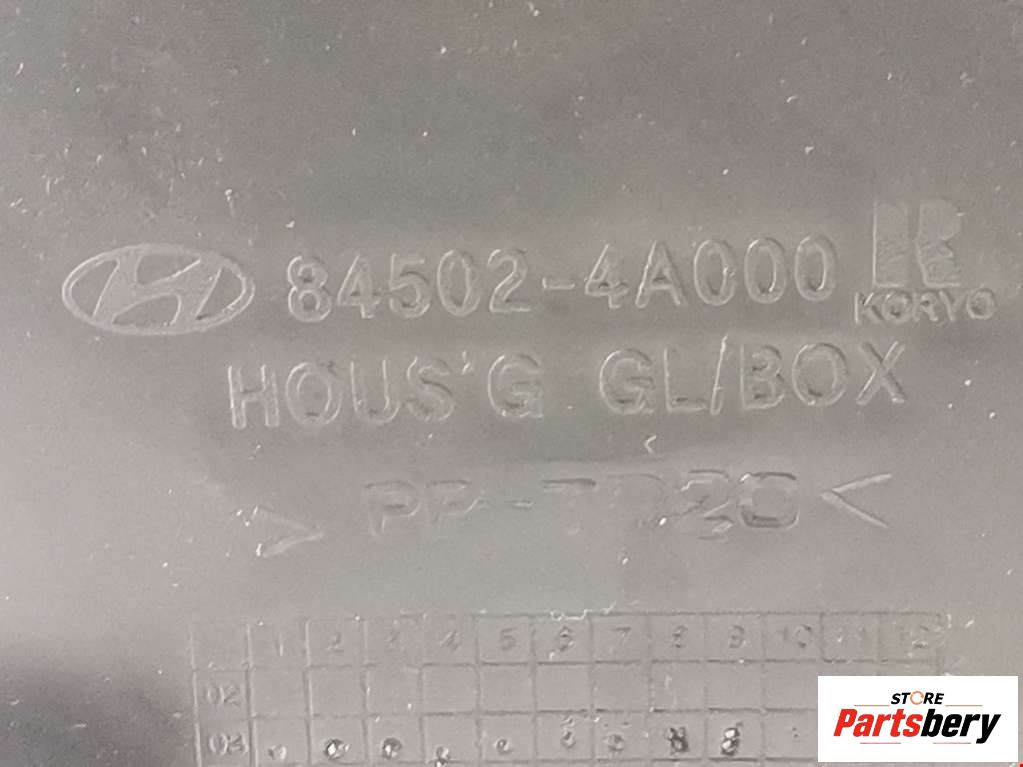 84502-4A000
KORYO
HOUS'G GL/BOX
1 2 3 4 5 6 7 8 9 10 11 12
02
03
STORE
Partsbery